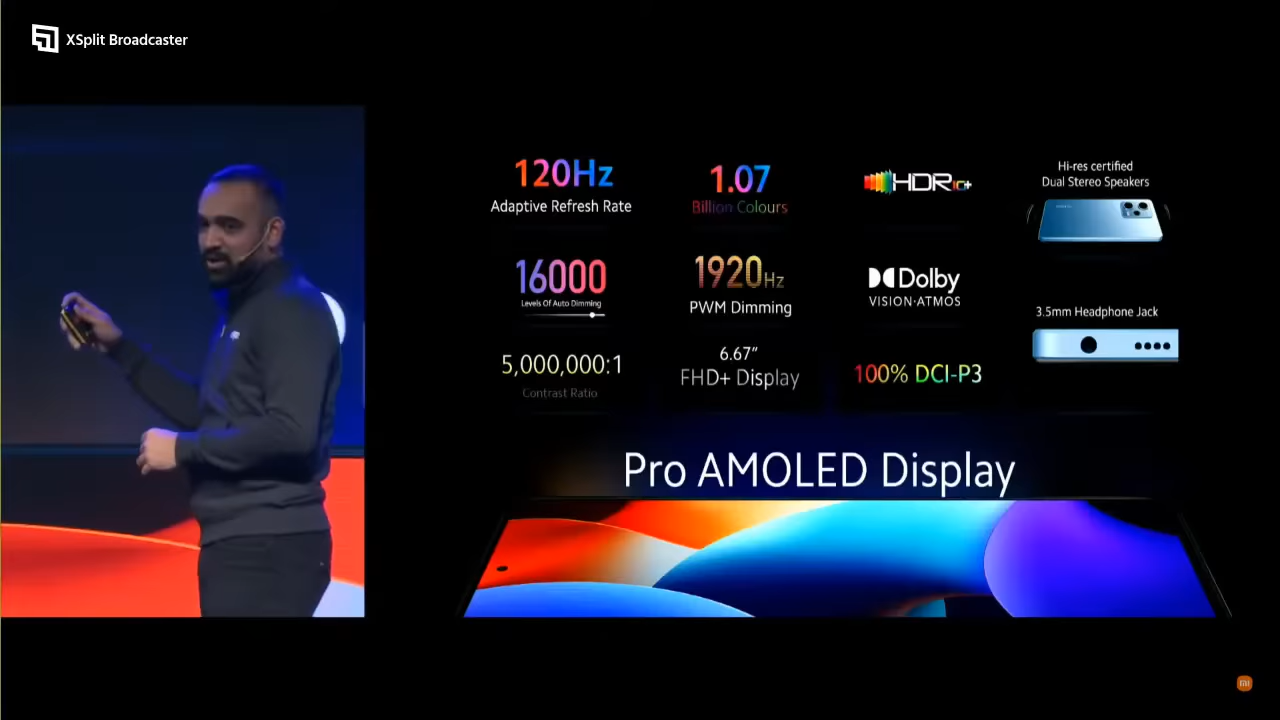 XSplit Broadcaster
120Hz
Adaptive Refresh Rate
1.07
Billion Colours
HDR10+
Hi-res certified
Dual Stereo Speakers
16000
Levels Of Auto Dimming
1920Hz
PWM Dimming
Dolby
VISION·ATMOS
3.5mm Headphone Jack
5,000,000:1
Contrast Ratio
6.67”
FHD+ Display
100% DCI-P3
Pro AMOLED Display
mi